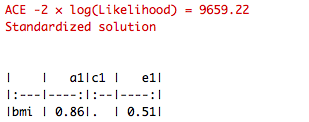 ACE -2 × log(Likelihood) = 9659.22
Standardized solution
|   |   a1|c1 |   e1|
|:---|----:|:--|----:|
|bmi | 0.86|.  | 0.51|